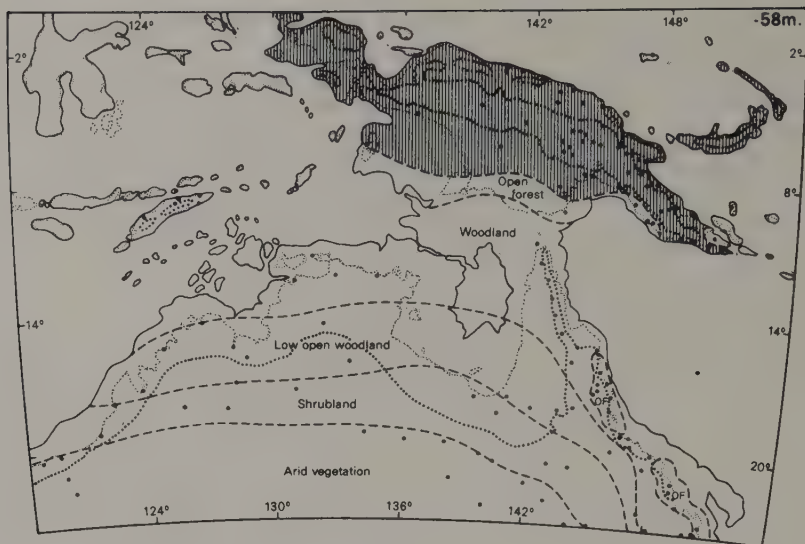 124° 142° 148° -58m.
2° 2°
Open
forest
8°
Woodland
14° 14°
Low open woodland
OF
Shrubland
Arid vegetation
20°
OF
124° 130° 136° 142°